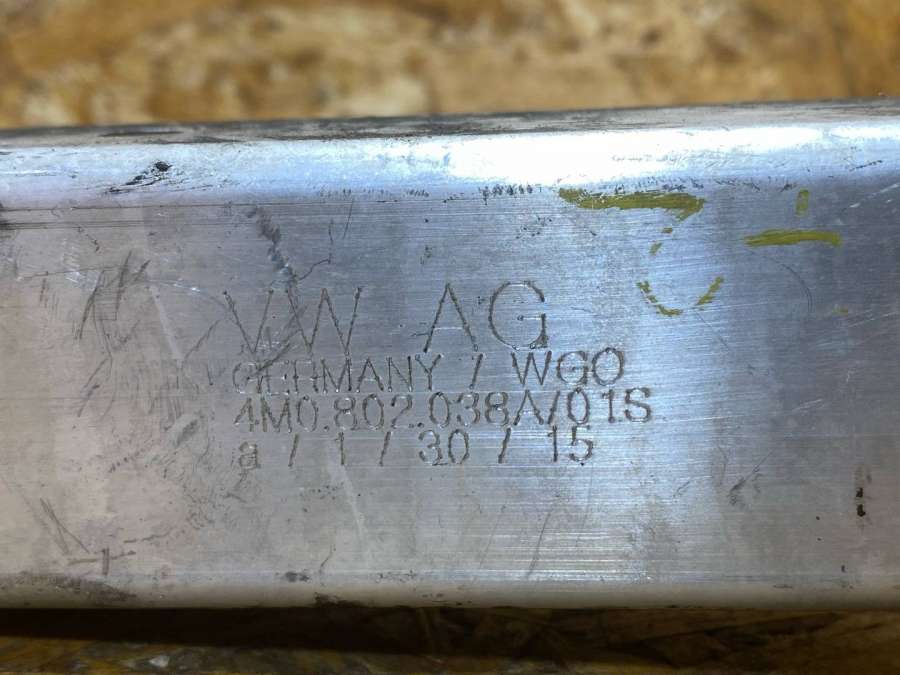 VW AG
GERMANY / WGO
4M0.802.038A/01S
a / 1 / 30 / 15